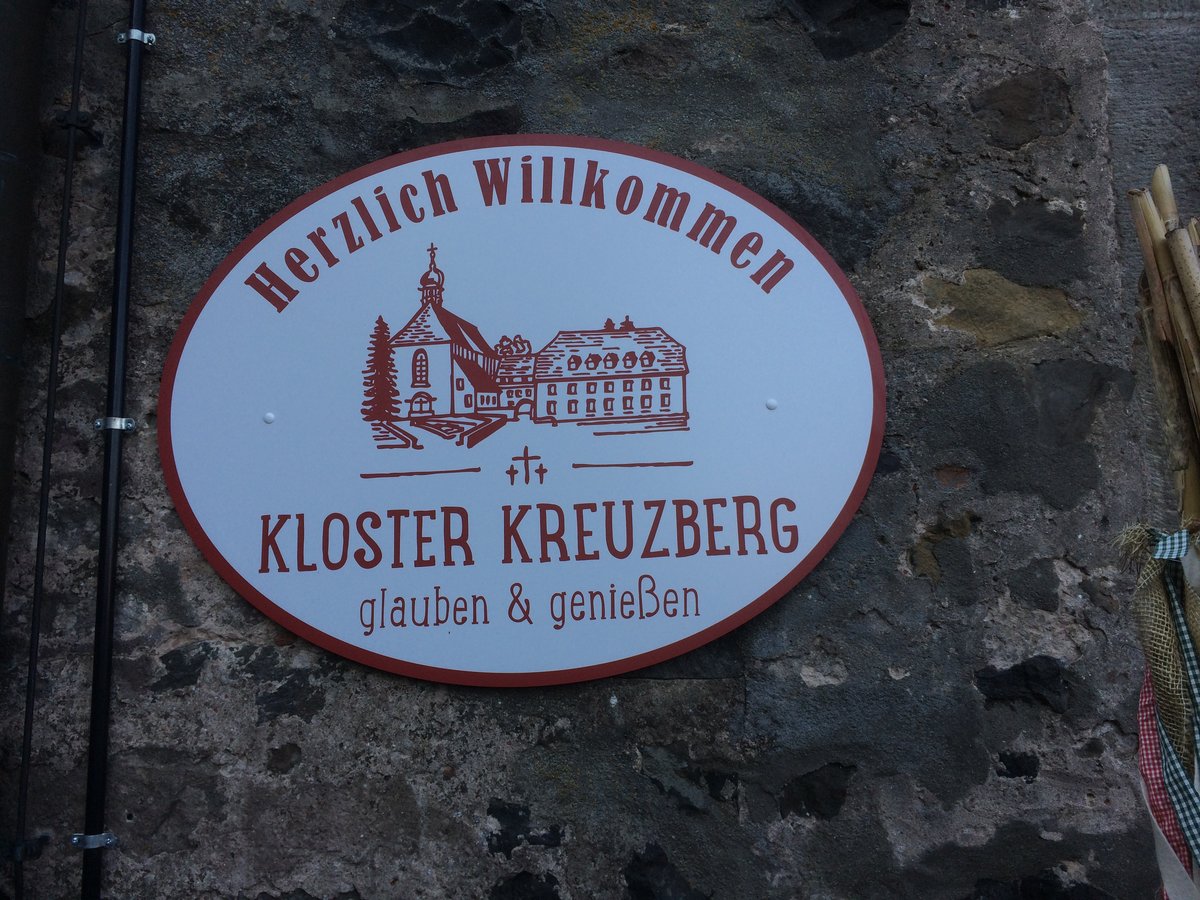 Herzlich Willkommen
KLOSTER KREUZBERG
glauben & genießen